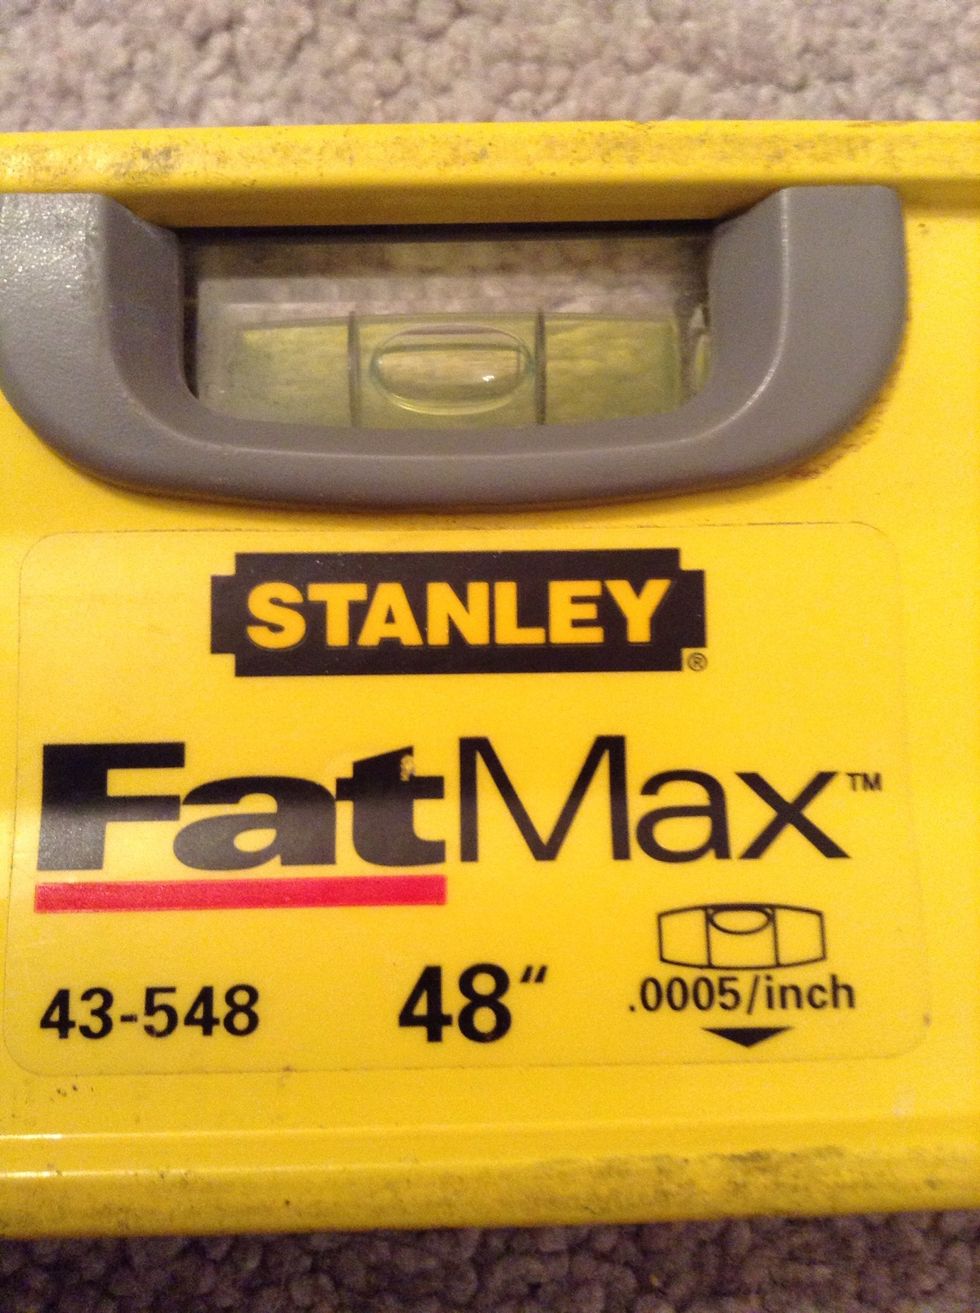 STANLEY®
FatMax™
43-548 48"
.0005/inch